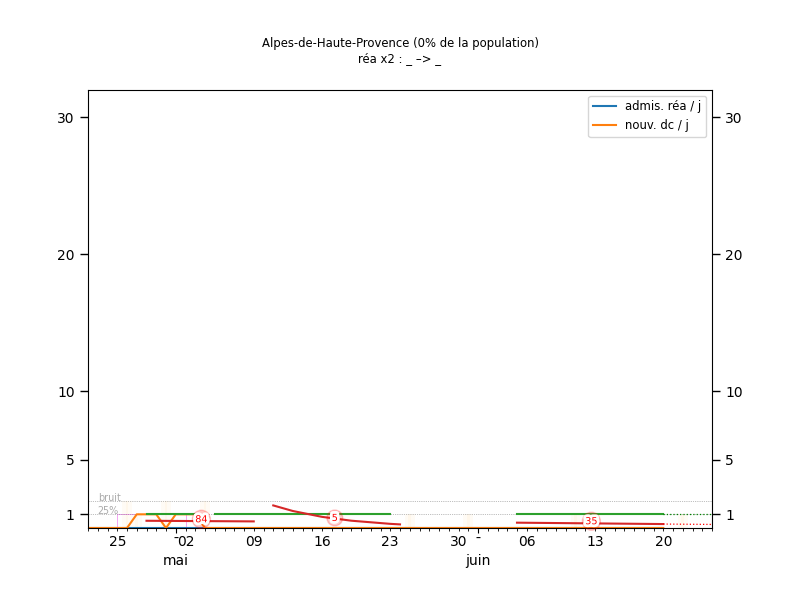 Alpes-de-Haute-Provence (0% de la population)
réa x2 : _ –> _
admis. réa / j
nouv. dc / j
30 30
20 20
10 10
5 5
bruit
25%
1 1
84 5 35
25 02 09 16 23 30 06 13 20
mai juin